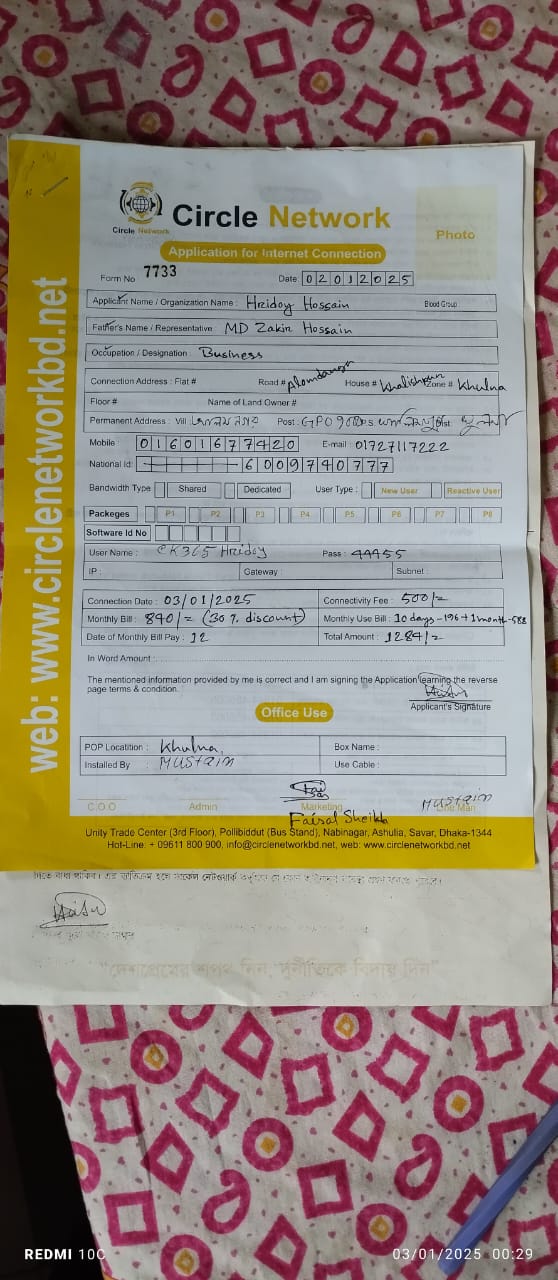 Circle Network
Circle Network
Application for Internet Connection
Photo
Form No 7733
Date 02012025
Applicant Name / Organization Name : Hridoy Hossain Blood Group :
Father's Name / Representative : MD Zakir Hossain
Occupation / Designation : Business
Connection Address : Flat # Road # Alomdanga House # Khalishpur Zone # Khulna
Floor # Name of Land Owner #
Permanent Address : Vill : Post : GPO 9000 P.S Dist
Mobile 01601677420 E-mail : 01727117222
National Id: 6009740777
Bandwidth Type Shared Dedicated User Type : New User Reactive User
Packeges P1 P2 P3 P4 P5 P6 P7 P8
Software Id No
User Name : CK365 Hridoy Pass : 44455
IP : Gateway : Subnet :
Connection Date : 03/01/2025 Connectivity Fee : 500/=
Monthly Bill : 840/= (30% discount) Monthly Use Bill : 10 days-196+1month-588
Date of Monthly Bill Pay : 12 Total Amount : 1284/=
In Word Amount :
The mentioned information provided by me is correct and I am signing the Application learning the reverse
page terms & condition.
Applicant's Signature
Office Use
POP Locatition : Khulna, Box Name :
Installed By : MUSTAIM Use Cable :
MUSTAIM
C.O.O Admin Marketing Line Man
Faisal Sheikh
Unity Trade Center (3rd Floor), Pollibiddut (Bus Stand), Nabinagar, Ashulia, Savar, Dhaka-1344
Hot-Line: + 09611 800 900, info@circlenetworkbd.net, web: www.circlenetworkbd.net
web: www.circlenetworkbd.net
"দেশপ্রেমের শপথ নিন, দুর্নীতিকে বিদায় দিন"
REDMI 10C
03/01/2025 00:29